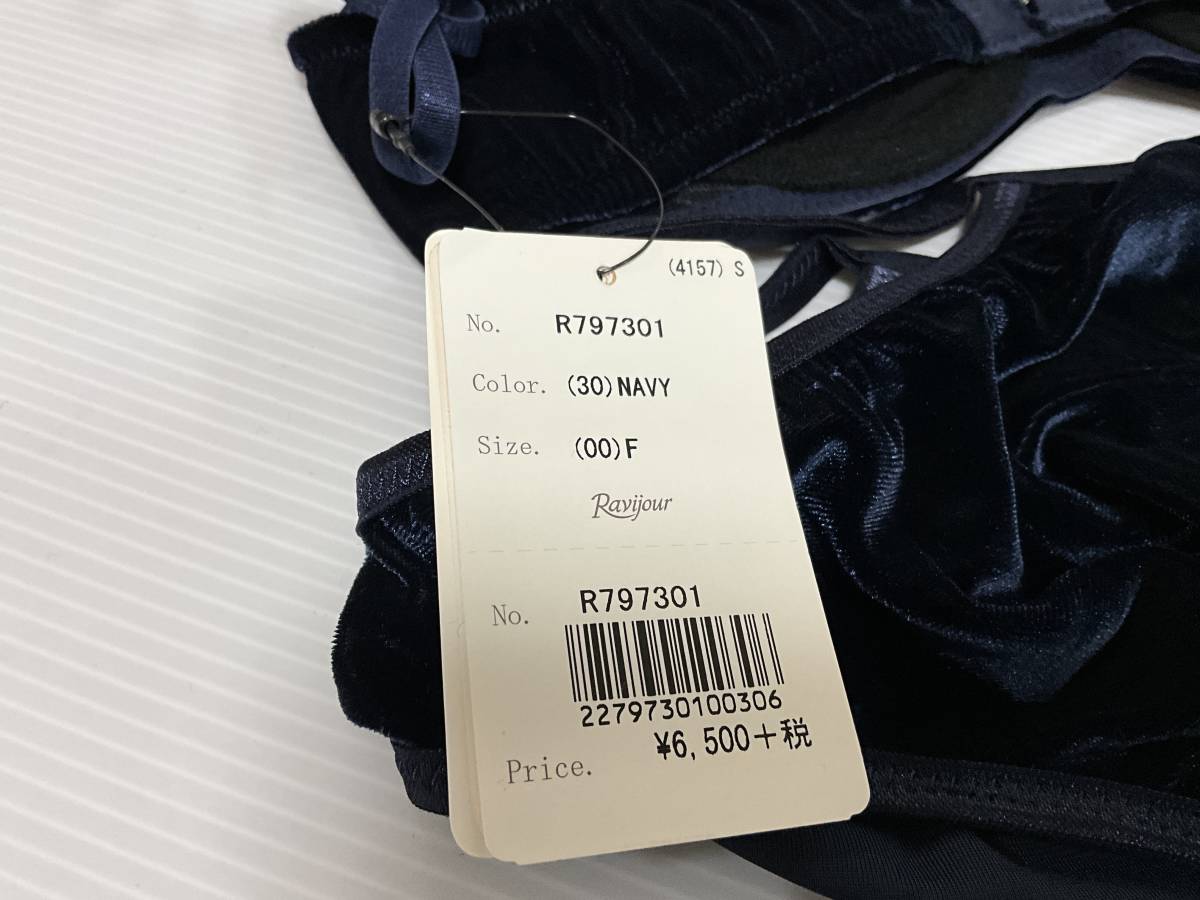 (4157) S
No. R797301
Color. (30)NAVY
Size. (00)F
Ravijour
No. R797301
2279730100306
¥6,500+税
Price.